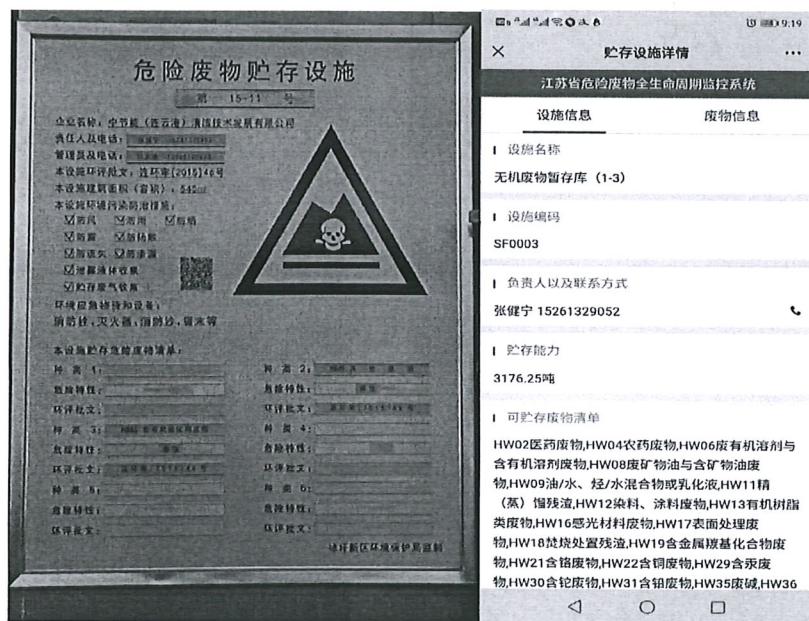 危险废物贮存设施
第 15-11 号
企业名称：中节能（连云港）清洁技术发展有限公司
责任人及电话：
管理员及电话：
本设施环评批文：连环审[2015]46号
本设施建筑面积（容积）：540㎡
本设施环境污染防治措施：
☑防风 ☑防雨 ☑防晒
☑防雷 ☑防扬散
☑防流失 ☑防渗漏
☑泄露液体收集
☑贮存废气收集
环境应急物资和设备：
消防栓，灭火器，消防沙，锯末等
本设施贮存危险废物清单：
种 类 1： 种 类 2：
危险特性： 危险特性：
环评批文： 环评批文：
种 类 3： 种 类 4：
危险特性： 危险特性：
环评批文： 环评批文：
种 类 5： 种 类 6：
危险特性： 危险特性：
环评批文： 环评批文：
新区环境保护局监制
9:19
贮存设施详情
江苏省危险废物全生命周期监控系统
设施信息 废物信息
设施名称
无机废物暂存库（1-3）
设施编码
SF0003
负责人以及联系方式
张健宁 15261329052
贮存能力
3176.25吨
可贮存废物清单
HW02医药废物,HW04农药废物,HW06废有机溶剂与
含有机溶剂废物,HW08废矿物油与含矿物油废
物,HW09油/水、烃/水混合物或乳化液,HW11精
（蒸）馏残渣,HW12染料、涂料废物,HW13有机树脂
类废物,HW16感光材料废物,HW17表面处理废
物,HW18焚烧处置残渣,HW19含金属羰基化合物废
物,HW21含铬废物,HW22含铜废物,HW29含汞废
物,HW30含铊废物,HW31含铅废物,HW35废碱,HW36